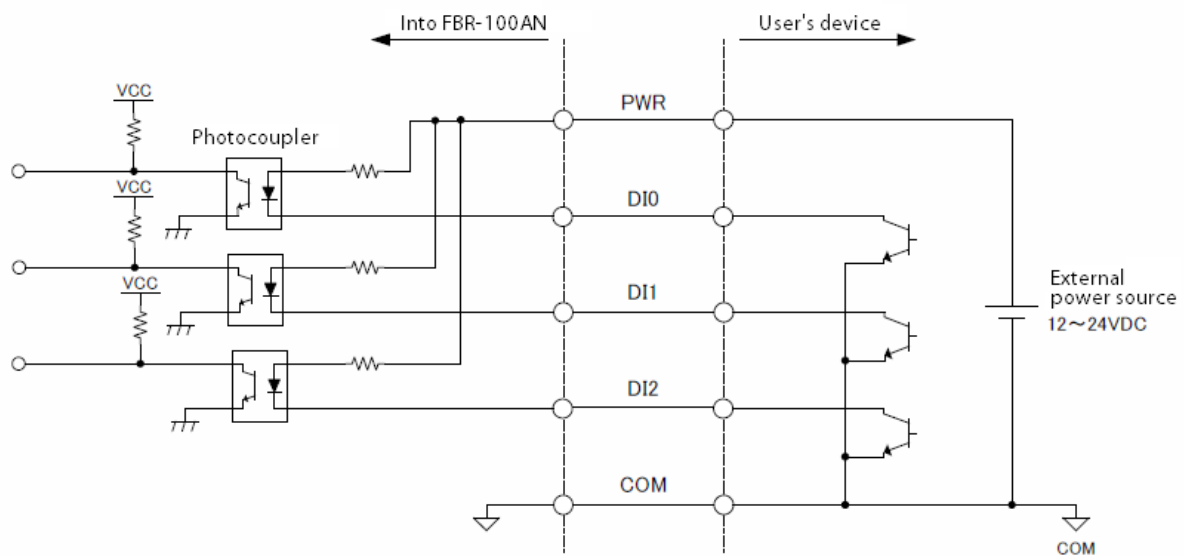 Into FBR-100AN
User's device
VCC
PWR
Photocoupler
VCC
DI0
VCC
DI1
External
power source
12～24VDC
DI2
COM
COM